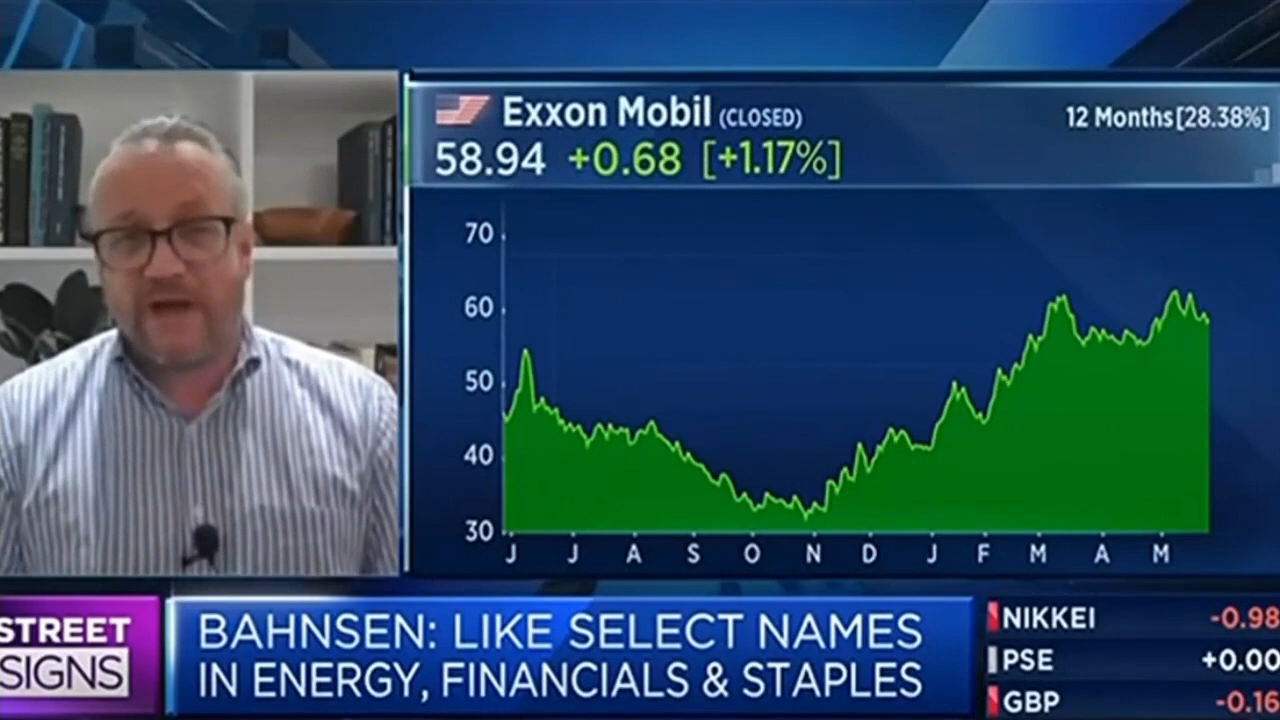 Exxon Mobil (CLOSED)
12 Months [28.38%]
58.94 +0.68 [+1.17%]
70
60
50
40
30
J J A S O N D J F M A M
STREET
SIGNS
BAHNSEN: LIKE SELECT NAMES
IN ENERGY, FINANCIALS & STAPLES
NIKKEI -0.98
PSE +0.00
GBP -0.16